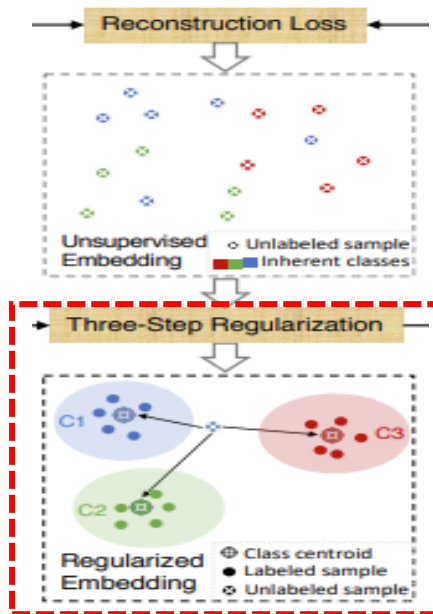 Reconstruction Loss
Unsupervised
Embedding
Unlabeled sample
Inherent classes
Three-Step Regularization
C1
C3
C2
Regularized
Embedding
Class centroid
Labeled sample
Unlabeled sample